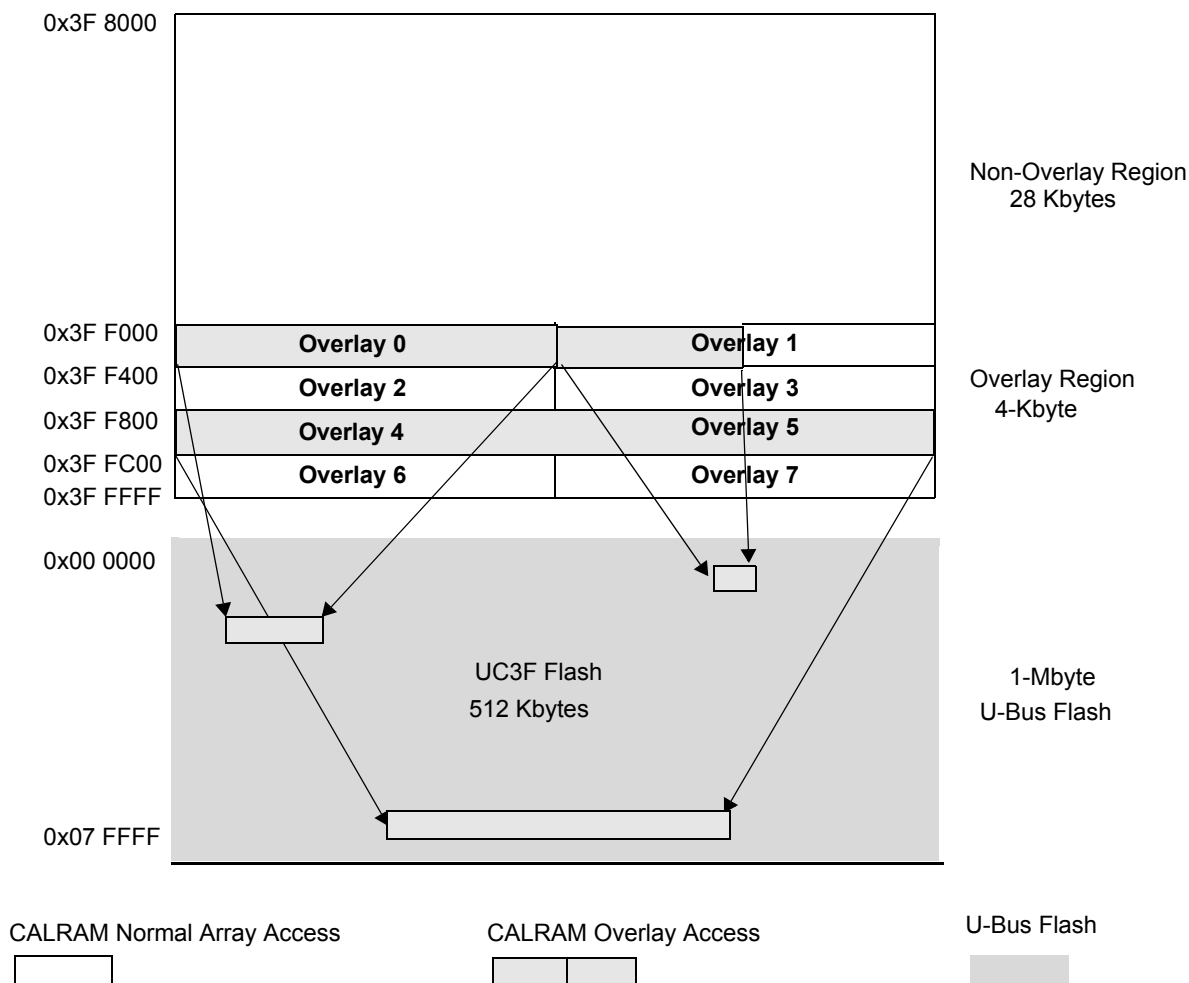 0x3F 8000
Non-Overlay Region
28 Kbytes
0x3F F000
Overlay 0
Overlay 1
0x3F F400
Overlay 2
Overlay 3
Overlay Region
4-Kbyte
0x3F F800
Overlay 4
Overlay 5
0x3F FC00
Overlay 6
Overlay 7
0x3F FFFF
0x00 0000
UC3F Flash
512 Kbytes
1-Mbyte
U-Bus Flash
0x07 FFFF
CALRAM Normal Array Access
CALRAM Overlay Access
U-Bus Flash